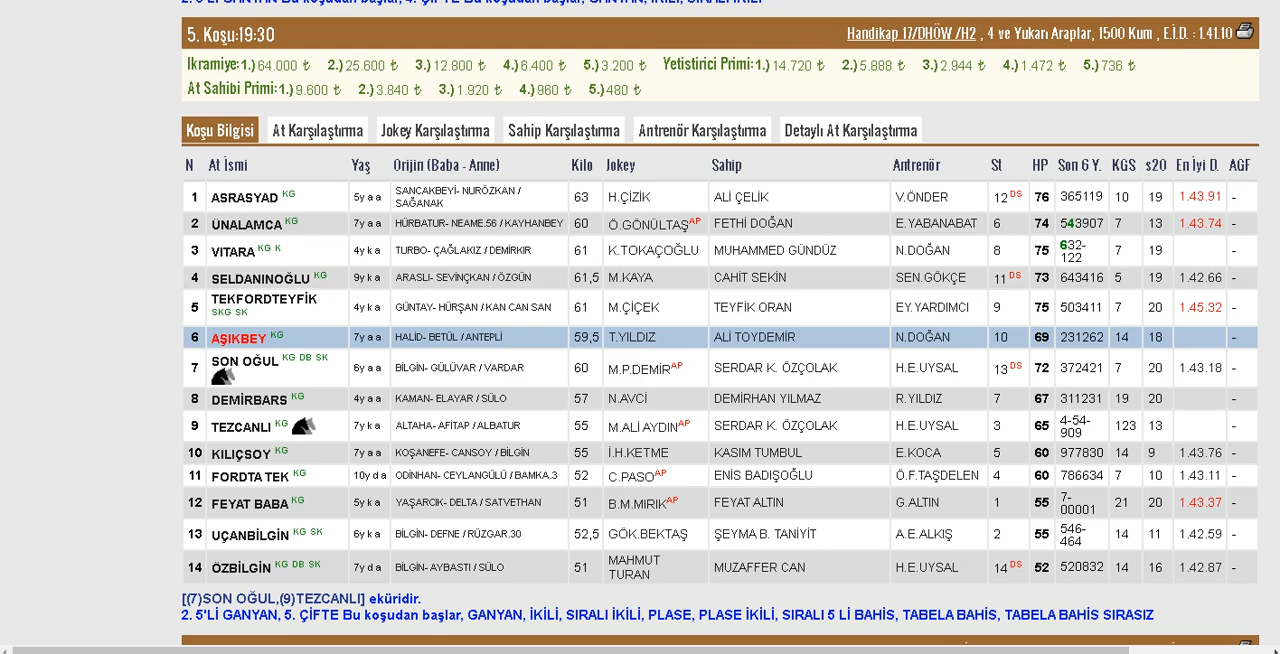 2. 5'Lİ GANYAN Bu koşudan başlar, 4. ÇİFTE Bu koşudan başlar, GANYAN, İKİLİ, SIRALI İKİLİ
5. Koşu:19:30 Handikap 17/DHÖW /H2 , 4 ve Yukarı Araplar, 1500 Kum , E.İ.D. : 1.41.10
Ikramiye:1.) 64.000 ₺ 2.) 25.600 ₺ 3.) 12.800 ₺ 4.) 6.400 ₺ 5.) 3.200 ₺ Yetistirici Primi:1.) 14.720 ₺ 2.) 5.888 ₺ 3.) 2.944 ₺ 4.) 1.472 ₺ 5.) 736 ₺
At Sahibi Primi:1.) 9.600 ₺ 2.) 3.840 ₺ 3.) 1.920 ₺ 4.) 960 ₺ 5.) 480 ₺
Koşu Bilgisi At Karşılaştırma Jokey Karşılaştırma Sahip Karşılaştırma Antrenör Karşılaştırma Detaylı At Karşılaştırma
N At İsmi Yaş Orijin (Baba - Anne) Kilo Jokey Sahip Antrenör St HP Son 6 Y. KGS s20 En İyi D. AGF
1 ASRASYAD KG 5y a a SANCAKBEYİ- NURÖZKAN / SAĞANAK 63 H.ÇİZİK ALİ ÇELİK V.ÖNDER 12 DS 76 365119 10 19 1.43.91 -
2 ÜNALAMCA KG 7y a a HÜRBATUR- NEAME.56 / KAYHANBEY 60 Ö.GÖNÜLTAŞ AP FETHİ DOĞAN E.YABANABAT 6 74 543907 7 13 1.43.74 -
3 VITARA KG K 4y k a TURBO- ÇAĞLAKIZ / DEMİRKIR 61 K.TOKAÇOĞLU MUHAMMED GÜNDÜZ N.DOĞAN 8 75 632-122 7 19 -
4 SELDANINOĞLU KG 9y k a ARASLI- SEVİNÇKAN / ÖZGÜN 61,5 M.KAYA CAHİT SEKİN SEN.GÖKÇE 11 DS 73 643416 5 19 1.42.66 -
5 TEKFORDTEYFİK SKG SK 4y k a GÜNTAY- HÜRŞAN / KAN CAN SAN 61 M.ÇİÇEK TEYFİK ORAN EY.YARDIMCI 9 75 503411 7 20 1.45.32 -
6 AŞIKBEY KG 7y a a HALİD- BETÜL / ANTEPLİ 59,5 T.YILDIZ ALİ TOYDEMİR N.DOĞAN 10 69 231262 14 18 -
7 SON OĞUL KG DB SK 6y a a BİLGİN- GÜLÜVAR / VARDAR 60 M.P.DEMİR AP SERDAR K. ÖZÇOLAK H.E.UYSAL 13 DS 72 372421 7 20 1.43.18 -
8 DEMİRBARS KG 4y a a KAMAN- ELAYAR / SÜLO 57 N.AVCİ DEMİRHAN YILMAZ R.YILDIZ 7 67 311231 19 20 -
9 TEZCANLI KG 7y k a ALTAHA- AFİTAP / ALBATUR 55 M.ALİ AYDIN AP SERDAR K. ÖZÇOLAK H.E.UYSAL 3 65 4-54-909 123 13 -
10 KILIÇSOY KG 7y a a KOŞANEFE- CANSOY / BİLGİN 55 İ.H.KETME KASIM TUMBUL E.KOCA 5 60 977830 14 9 1.43.76 -
11 FORDTA TEK KG 10y d a ODİNHAN- CEYLANGÜLÜ / BAMKA.3 52 C.PASO AP ENİS BADIŞOĞLU Ö.F.TAŞDELEN 4 60 786634 7 10 1.43.11 -
12 FEYAT BABA KG 5y k a YAŞARCIK- DELTA / SATVETHAN 51 B.M.MIRIK AP FEYAT ALTIN G.ALTIN 1 55 7-00001 21 20 1.43.37 -
13 UÇANBİLGİN KG SK 6y k a BİLGİN- DEFNE / RÜZGAR.30 52,5 GÖK.BEKTAŞ ŞEYMA B. TANİYİT A.E.ALKIŞ 2 55 546-464 14 11 1.42.59 -
14 ÖZBİLGİN KG DB SK 7y d a BİLGİN- AYBASTI / SÜLO 51 MAHMUT TURAN MUZAFFER CAN H.E.UYSAL 14 DS 52 520832 14 16 1.42.87 -
[(7)SON OĞUL,(9)TEZCANLI] eküridir.
2. 5'Lİ GANYAN, 5. ÇİFTE Bu koşudan başlar, GANYAN, İKİLİ, SIRALI İKİLİ, PLASE, PLASE İKİLİ, SIRALI 5 Lİ BAHİS, TABELA BAHİS, TABELA BAHİS SIRASIZ